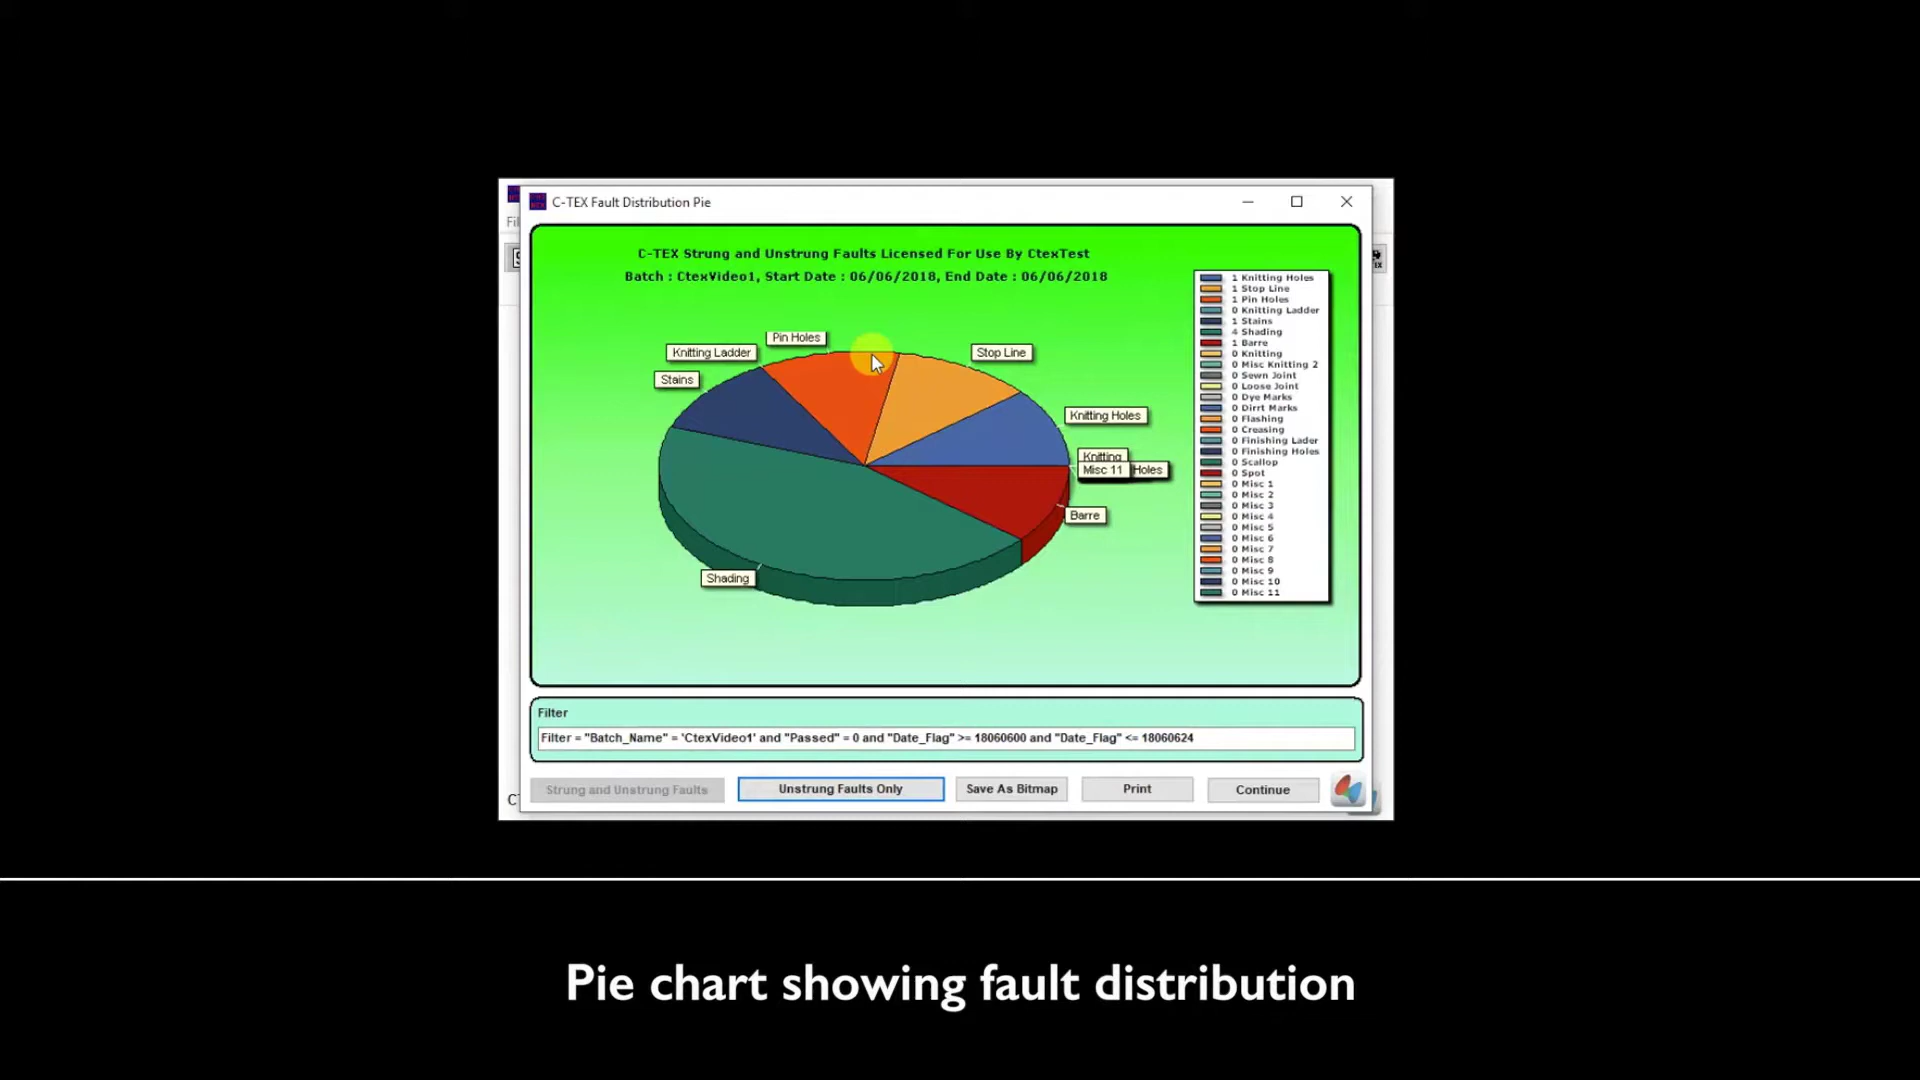 C-TEX Fault Distribution Pie
C-TEX Strung and Unstrung Faults Licensed For Use By CtexTest
Batch : CtexVideo1, Start Date : 06/06/2018, End Date : 06/06/2018
Pin Holes
Knitting Ladder
Stop Line
Stains
Knitting Holes
Knitting
Misc 11
Holes
Barre
Shading
1 Knitting Holes
1 Stop Line
1 Pin Holes
0 Knitting Ladder
1 Stains
4 Shading
1 Barre
0 Knitting
0 Misc Knitting 2
0 Sewn Joint
0 Loose Joint
0 Dye Marks
0 Dirrt Marks
0 Flashing
0 Creasing
0 Finishing Lader
0 Finishing Holes
0 Scallop
0 Spot
0 Misc 1
0 Misc 2
0 Misc 3
0 Misc 4
0 Misc 5
0 Misc 6
0 Misc 7
0 Misc 8
0 Misc 9
0 Misc 10
0 Misc 11
Filter
Filter = "Batch_Name" = 'CtexVideo1' and "Passed" = 0 and "Date_Flag" >= 18060600 and "Date_Flag" <= 18060624
Strung and Unstrung Faults
Unstrung Faults Only
Save As Bitmap
Print
Continue
Pie chart showing fault distribution